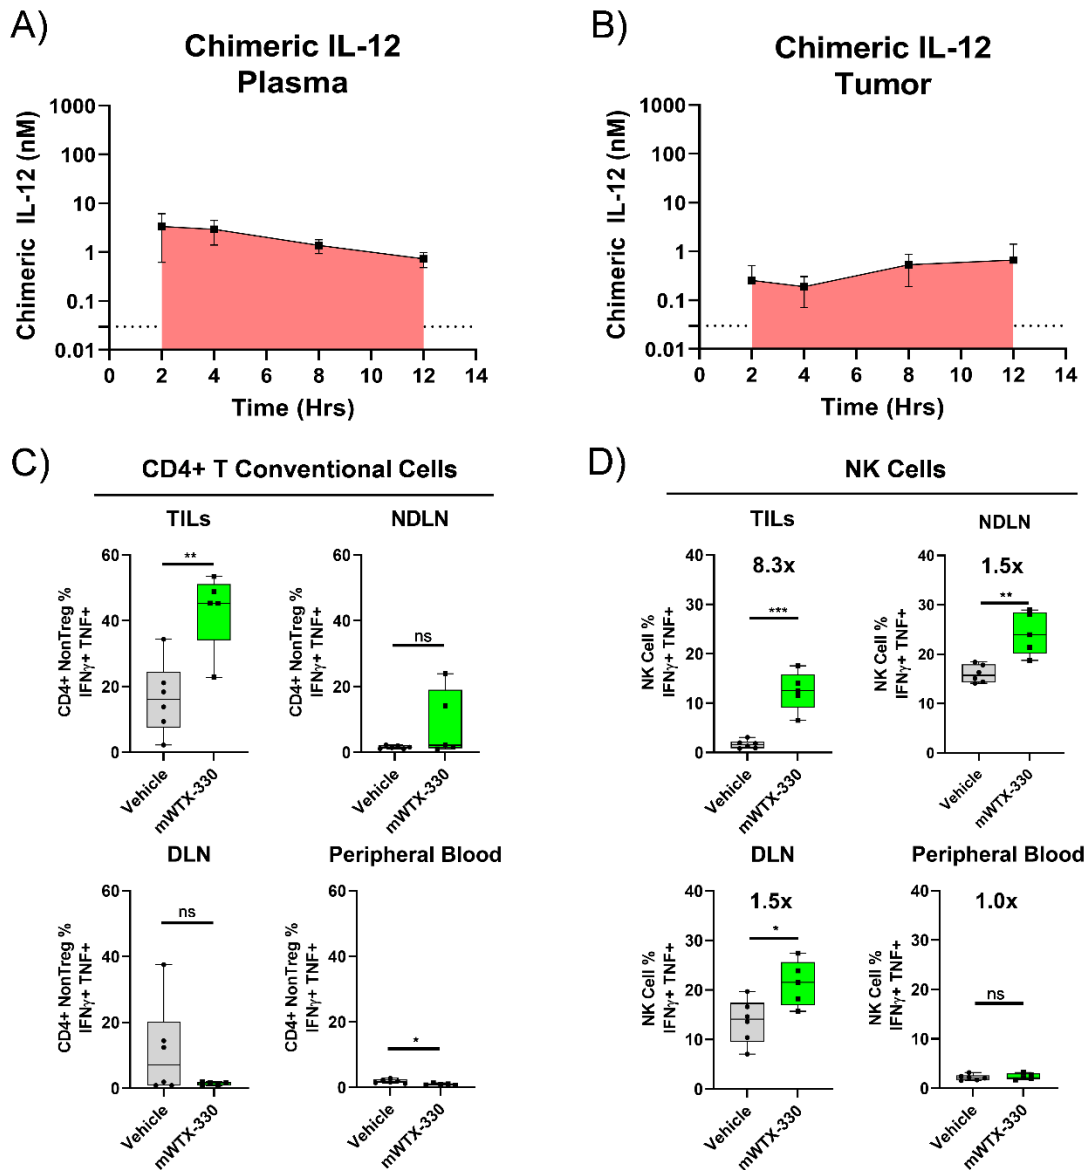 A)
Chimeric IL-12
Plasma
Chimeric IL-12 (nM)
1000
100
10
1
0.1
0.01
0 2 4 6 8 10 12 14
Time (Hrs)
B)
Chimeric IL-12
Tumor
Chimeric IL-12 (nM)
1000
100
10
1
0.1
0.01
0 2 4 6 8 10 12 14
Time (Hrs)
C)
CD4+ T Conventional Cells
TILs
CD4+ NonTreg %
IFNγ+ TNF+
60
40
20
0
**
Vehicle
mWTX-330
NDLN
CD4+ NonTreg %
IFNγ+ TNF+
60
40
20
0
ns
Vehicle
mWTX-330
DLN
CD4+ NonTreg %
IFNγ+ TNF+
60
40
20
0
ns
Vehicle
mWTX-330
Peripheral Blood
CD4+ NonTreg %
IFNγ+ TNF+
60
40
20
0
*
Vehicle
mWTX-330
D)
NK Cells
TILs
NK Cell %
IFNγ+ TNF+
40
30
20
10
0
8.3x
***
Vehicle
mWTX-330
NDLN
NK Cell %
IFNγ+ TNF+
40
30
20
10
0
1.5x
**
Vehicle
mWTX-330
DLN
NK Cell %
IFNγ+ TNF+
40
30
20
10
0
1.5x
*
Vehicle
mWTX-330
Peripheral Blood
NK Cell %
IFNγ+ TNF+
40
30
20
10
0
1.0x
ns
Vehicle
mWTX-330